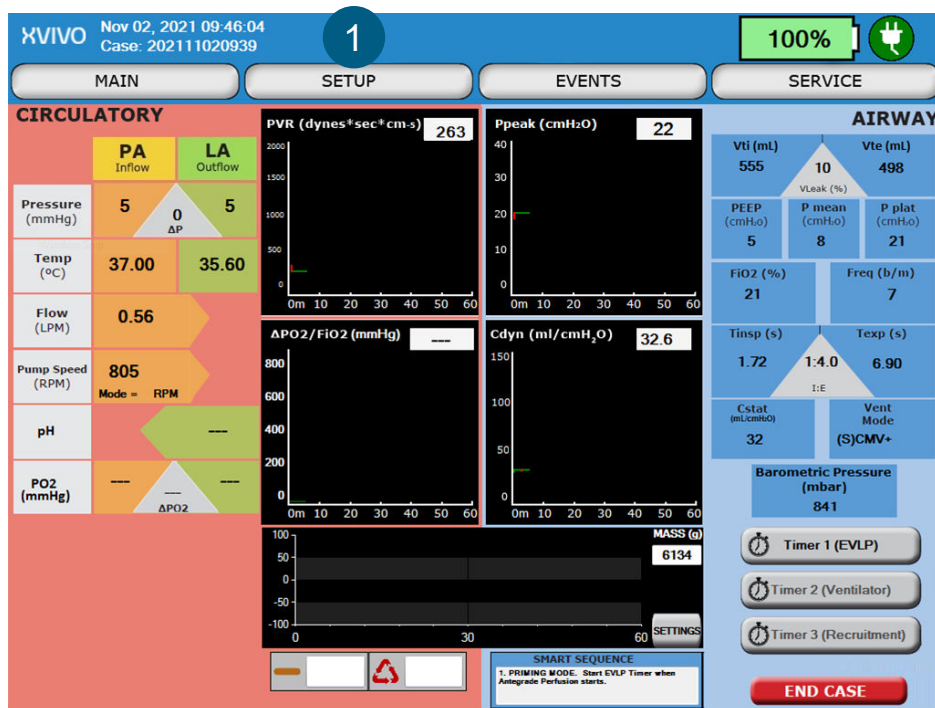 XVIVO
Nov 02, 2021 09:46:04
Case: 202111020939
1
100%
MAIN
SETUP
EVENTS
SERVICE
CIRCULATORY
PA
Inflow
LA
Outflow
Pressure
(mmHg)
5
0
ΔP
5
Temp
(ºC)
37.00
35.60
Flow
(LPM)
0.56
Pump Speed
(RPM)
805
Mode = RPM
pH
---
PO2
(mmHg)
---
---
ΔPO2
---
PVR (dynes*sec*cm-5)
263
2000
1500
1000
500
0
0m 10 20 30 40 50 60
Ppeak (cmH2O)
22
40
30
20
10
0
0m 10 20 30 40 50 60
ΔPO2/FiO2 (mmHg)
---
800
600
400
200
0
0m 10 20 30 40 50 60
Cdyn (ml/cmH₂O)
32.6
150
100
50
0
0m 10 20 30 40 50 60
MASS (g)
6134
100
50
0
-50
-100
0 30 60
SETTINGS
SMART SEQUENCE
1. PRIMING MODE. Start EVLP Timer when
Antegrade Perfusion starts.
AIRWAY
Vti (mL)
555
10
VLeak (%)
Vte (mL)
498
PEEP
(cmH₂o)
5
P mean
(cmH₂o)
8
P plat
(cmH₂o)
21
FiO2 (%)
21
Freq (b/m)
7
Tinsp (s)
1.72
1:4.0
I:E
Texp (s)
6.90
Cstat
(mL/cmH₂O)
32
Vent
Mode
(S)CMV+
Barometric Pressure
(mbar)
841
Timer 1 (EVLP)
Timer 2 (Ventilator)
Timer 3 (Recruitment)
END CASE